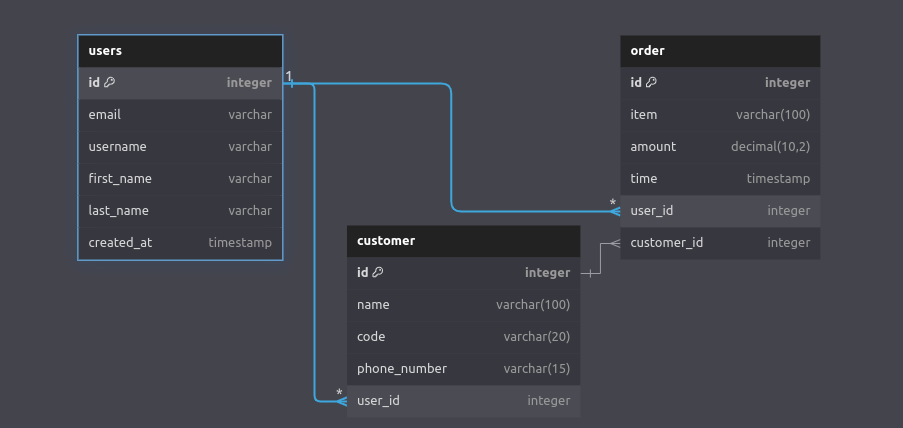 users
id integer
email varchar
username varchar
first_name varchar
last_name varchar
created_at timestamp
1
order
id integer
item varchar(100)
amount decimal(10,2)
time timestamp
* user_id integer
customer_id integer
customer
id integer
name varchar(100)
code varchar(20)
phone_number varchar(15)
* user_id integer